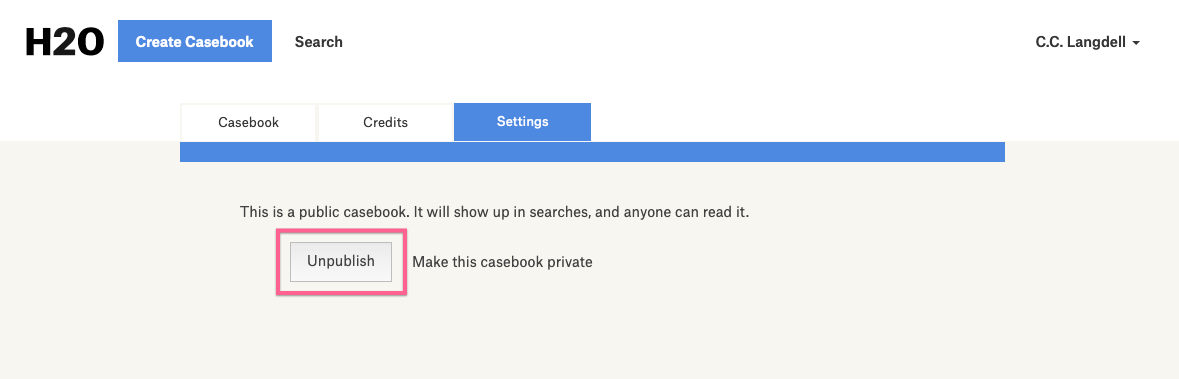 H2O Create Casebook Search C.C. Langdell
Casebook Credits Settings
This is a public casebook. It will show up in searches, and anyone can read it.
Unpublish Make this casebook private